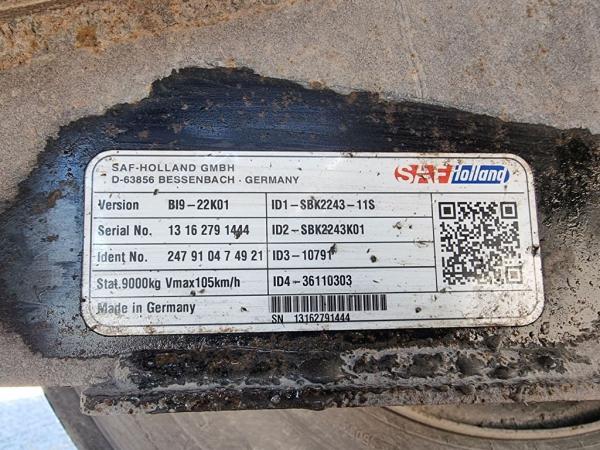 SAF-HOLLAND GMBH
D-63856 BESSENBACH - GERMANY
SAF Holland
Version BI9-22K01 ID1-SBK2243-11S
Serial No. 13 16 279 1444 ID2-SBK2243K01
Ident No. 247 91 04 7 49 21 ID3-10791
Stat.9000kg Vmax105km/h ID4-36110303
Made in Germany
SN 13162791444